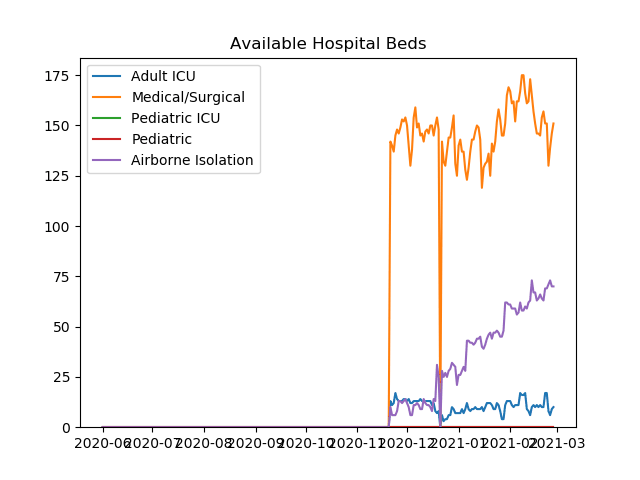 Available Hospital Beds
Adult ICU
Medical/Surgical
Pediatric ICU
Pediatric
Airborne Isolation
175
150
125
100
75
50
25
0
2020-06 2020-07 2020-08 2020-09 2020-10 2020-11 2020-12 2021-01 2021-02 2021-03